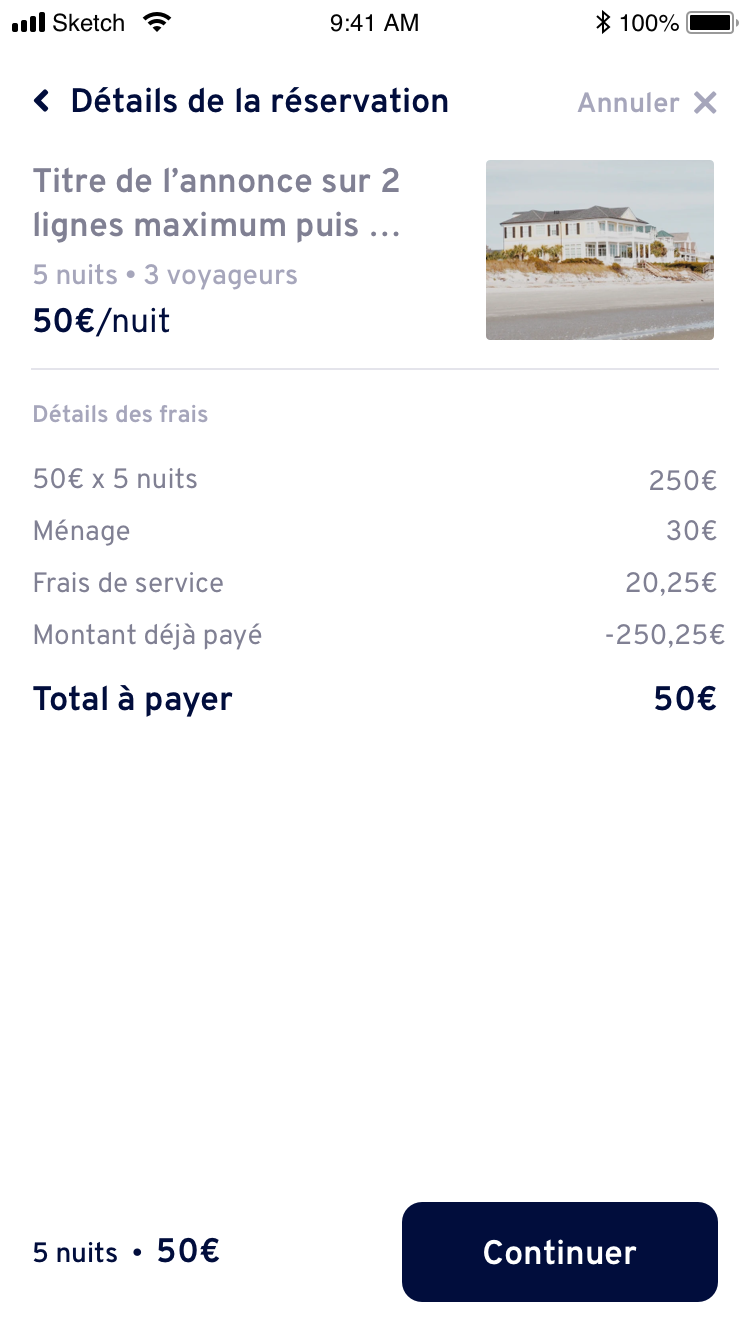 Sketch 9:41 AM 100%
Détails de la réservation Annuler
Titre de l’annonce sur 2
lignes maximum puis …
5 nuits • 3 voyageurs
50€/nuit
Détails des frais
50€ x 5 nuits 250€
Ménage 30€
Frais de service 20,25€
Montant déjà payé -250,25€
Total à payer 50€
5 nuits • 50€ Continuer